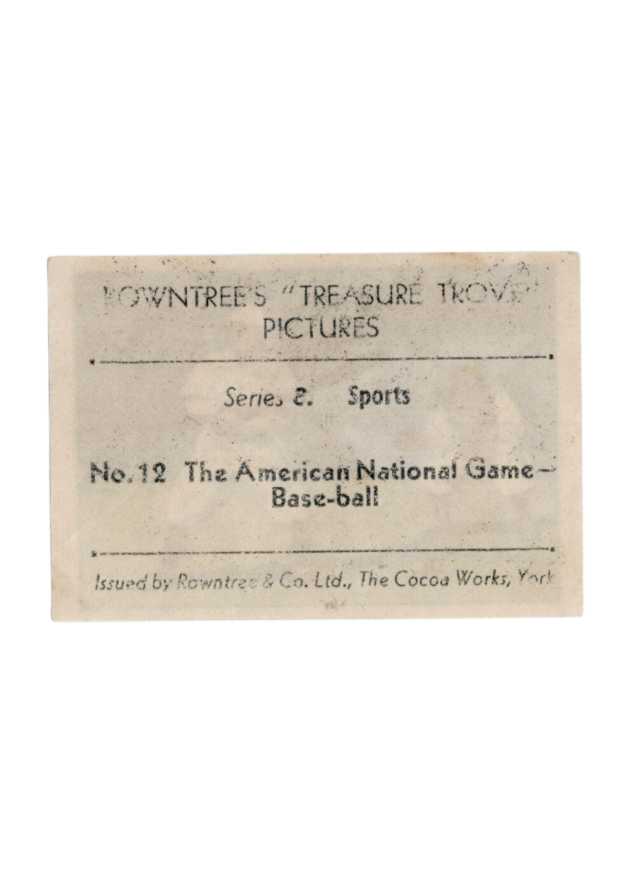 ROWNTREE'S "TREASURE TROVE"
PICTURES
Series 8. Sports
No. 12 The American National Game—
Base-ball
Issued by Rowntree & Co. Ltd., The Cocoa Works, York